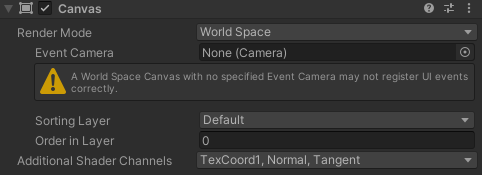 Canvas
Render Mode World Space
Event Camera None (Camera)
A World Space Canvas with no specified Event Camera may not register UI events
correctly.
Sorting Layer Default
Order in Layer 0
Additional Shader Channels TexCoord1, Normal, Tangent